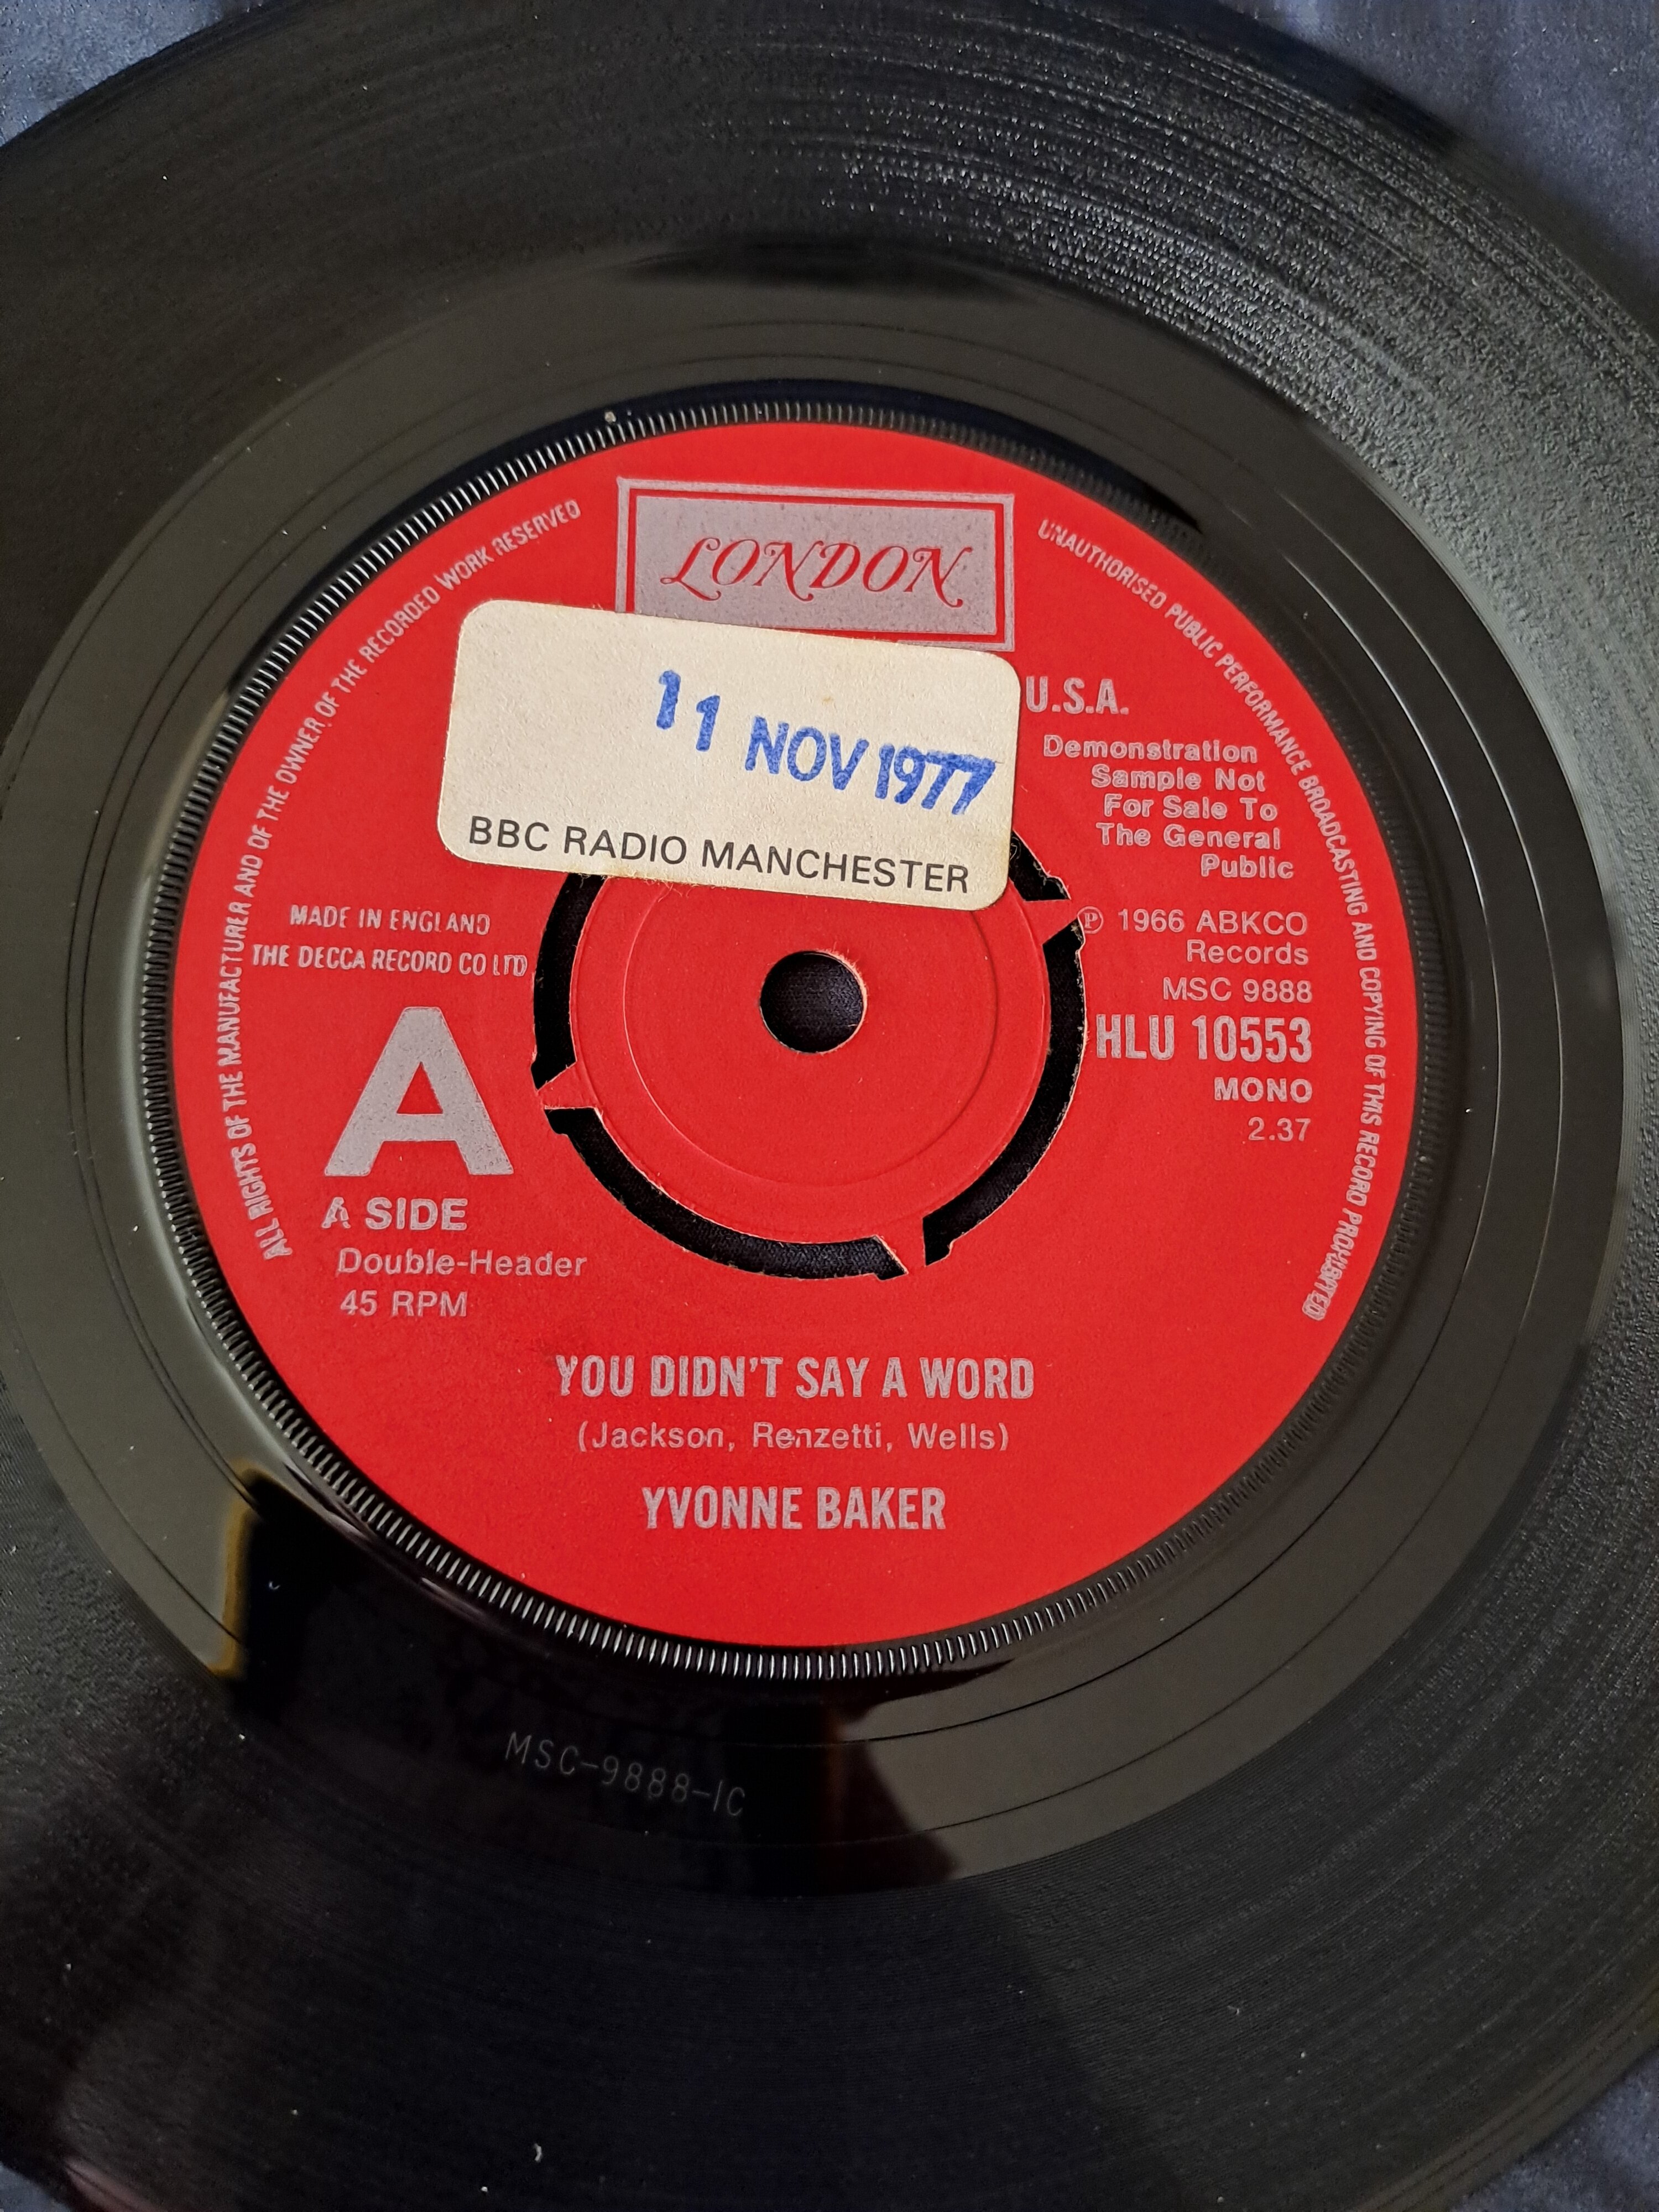 LONDON
ALL RIGHTS OF THE MANUFACTURER AND OF THE OWNER OF THE RECORDED WORK RESERVED
UNAUTHORISED PUBLIC PERFORMANCE BROADCASTING AND COPYING OF THIS RECORD PROHIBITED
11 NOV 1977
BBC RADIO MANCHESTER
U.S.A.
Demonstration
Sample Not
For Sale To
The General
Public
MADE IN ENGLAND
THE DECCA RECORD CO LTD
℗ 1966 ABKCO
Records
MSC 9888
HLU 10553
MONO
2.37
A
A SIDE
Double-Header
45 RPM
YOU DIDN'T SAY A WORD
(Jackson, Renzetti, Wells)
YVONNE BAKER
MSC-9888-1C